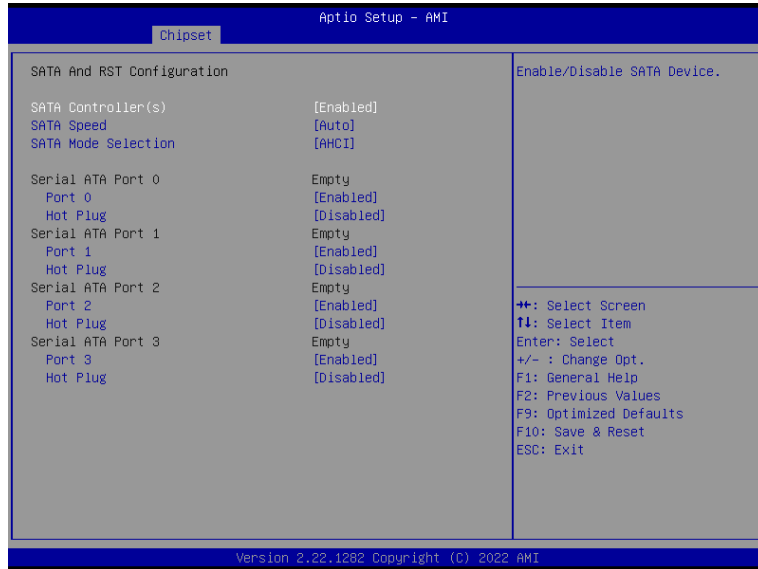 Aptio Setup – AMI
Chipset
SATA And RST Configuration
SATA Controller(s) [Enabled]
SATA Speed [Auto]
SATA Mode Selection [AHCI]
Serial ATA Port 0 Empty
Port 0 [Enabled]
Hot Plug [Disabled]
Serial ATA Port 1 Empty
Port 1 [Enabled]
Hot Plug [Disabled]
Serial ATA Port 2 Empty
Port 2 [Enabled]
Hot Plug [Disabled]
Serial ATA Port 3 Empty
Port 3 [Enabled]
Hot Plug [Disabled]
Enable/Disable SATA Device.
→←: Select Screen
↑↓: Select Item
Enter: Select
+/- : Change Opt.
F1: General Help
F2: Previous Values
F9: Optimized Defaults
F10: Save & Reset
ESC: Exit
Version 2.22.1282 Copyright (C) 2022 AMI